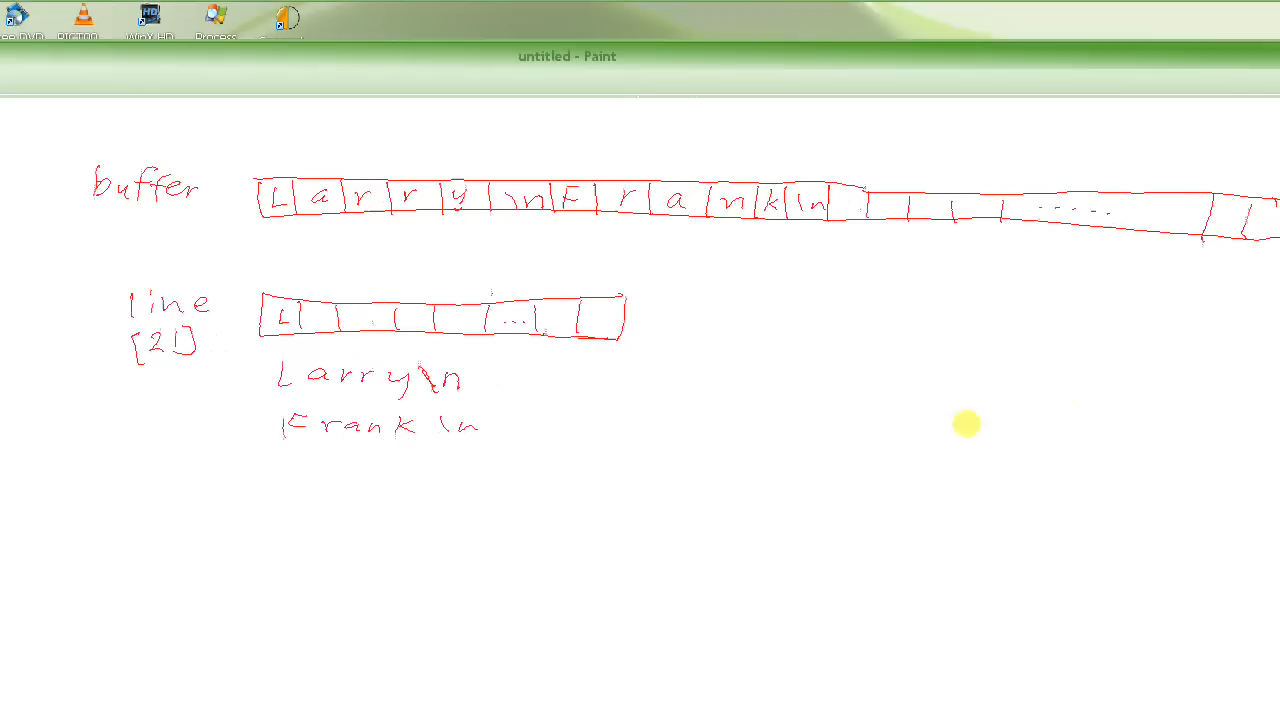 untitled - Paint
buffer L a r r y \n F r a n k \n .....
line L ...
[21]
Larry\n
Frank\n